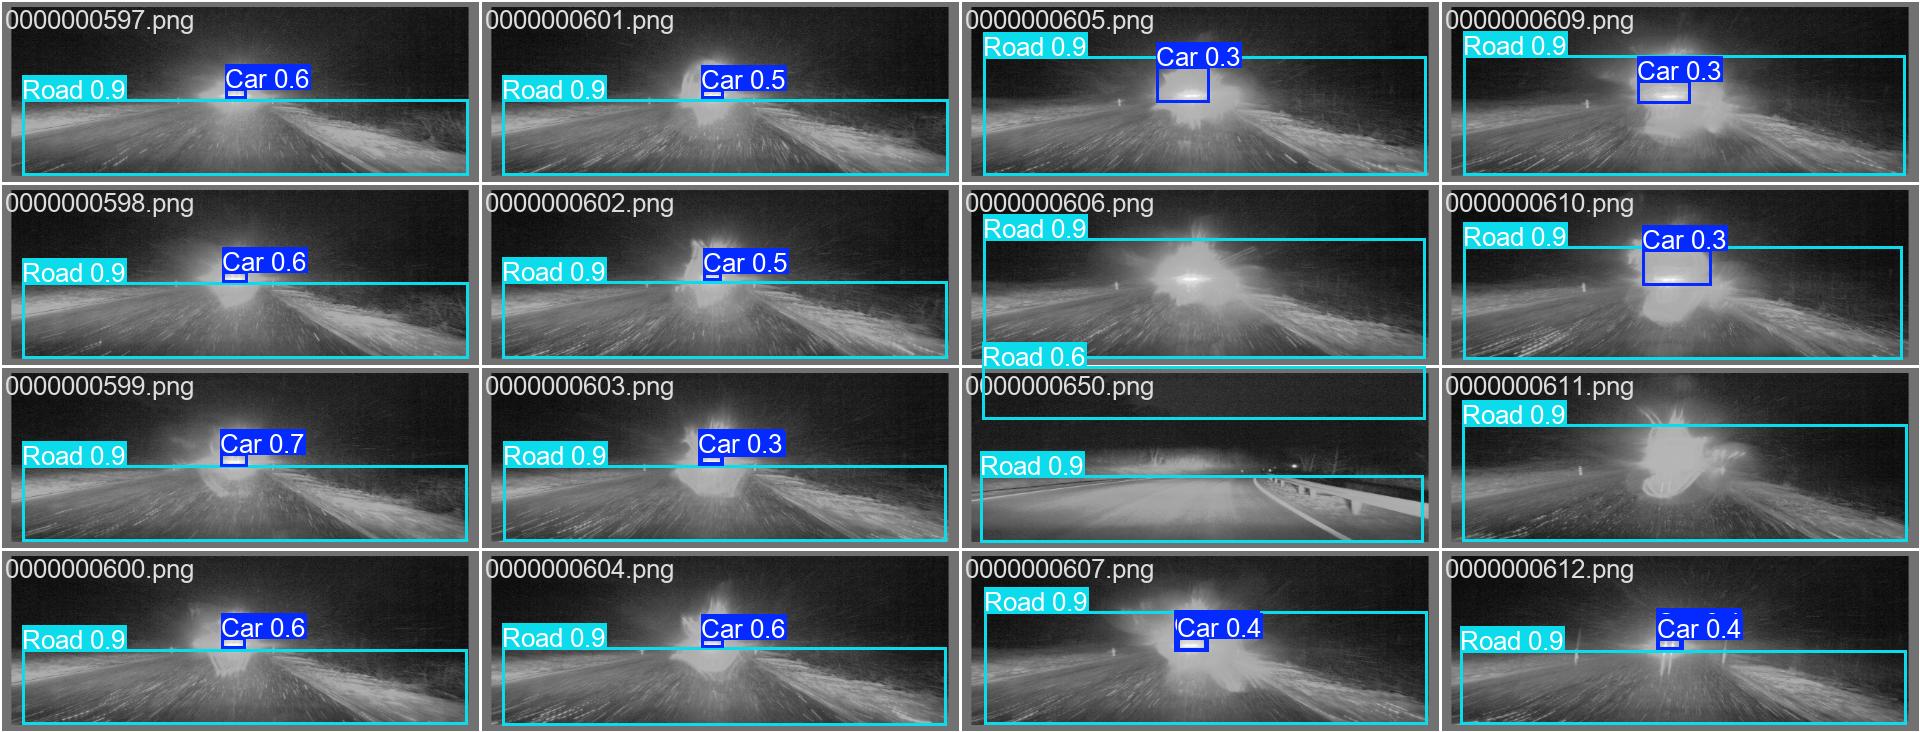 0000000597.png
Car 0.6
Road 0.9
0000000601.png
Car 0.5
Road 0.9
0000000605.png
Road 0.9
Car 0.3
0000000609.png
Road 0.9
Car 0.3
0000000598.png
Car 0.6
Road 0.9
0000000602.png
Car 0.5
Road 0.9
0000000606.png
Road 0.9
Road 0.6
0000000610.png
Road 0.9
Car 0.3
0000000599.png
Car 0.7
Road 0.9
0000000603.png
Car 0.3
Road 0.9
0000000650.png
Road 0.9
0000000611.png
Road 0.9
0000000600.png
Car 0.6
Road 0.9
0000000604.png
Car 0.6
Road 0.9
0000000607.png
Road 0.9
Car 0.4
0000000612.png
Car 0.4
Road 0.9